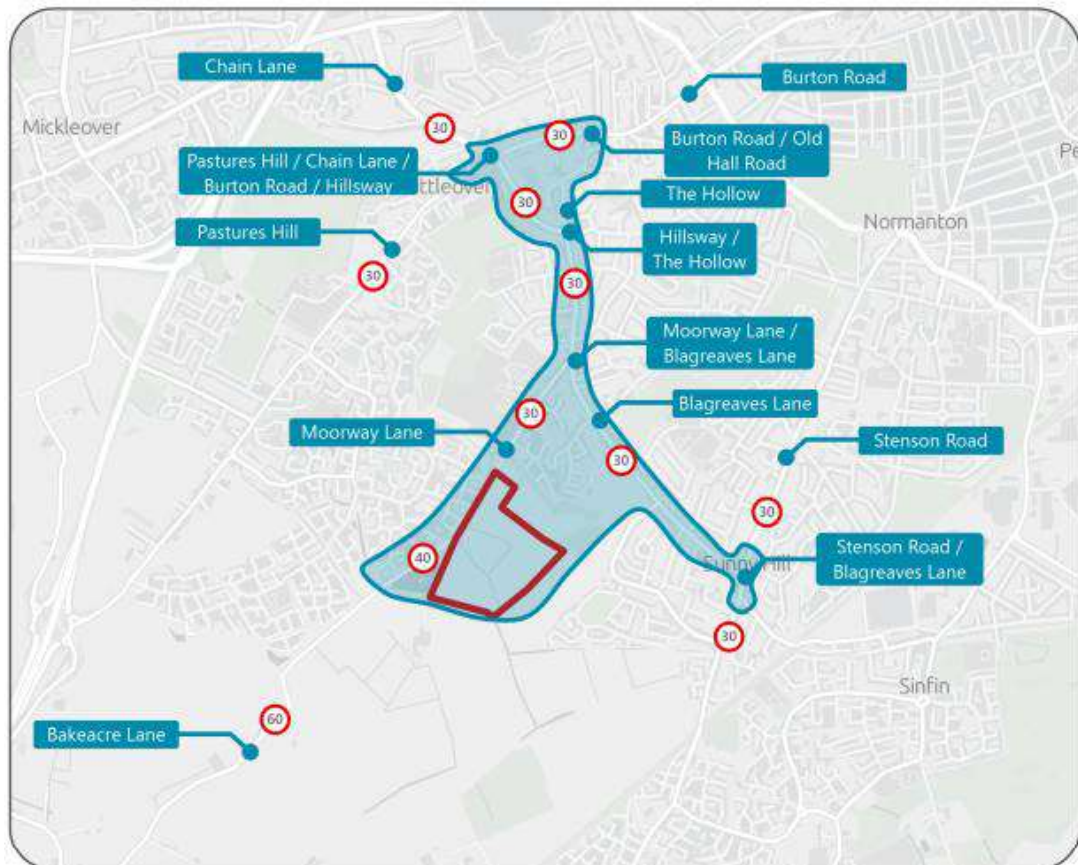 Chain Lane
Burton Road
Mickleover
30
30
Burton Road / Old
Hall Road
Pastures Hill / Chain Lane /
Burton Road / Hillsway
ttleover
The Hollow
30
Normanton
Pastures Hill
Hillsway /
The Hollow
30
30
Moorway Lane /
Blagreaves Lane
Blagreaves Lane
30
Moorway Lane
Stenson Road
30
30
Stenson Road /
Blagreaves Lane
40
Sunny Hill
30
Sinfin
60
Bakeacre Lane
Pe